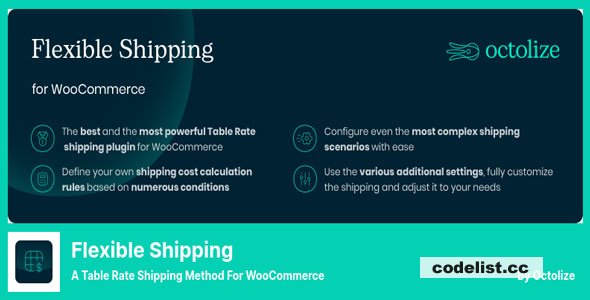 Flexible Shipping
octolize
for WooCommerce
The best and the most powerful Table Rate
shipping plugin for WooCommerce
Configure even the most complex shipping
scenarios with ease
Define your own shipping cost calculation
rules based on numerous conditions
Use the various additional settings, fully customize
the shipping and adjust it to your needs
Flexible Shipping
A Table Rate Shipping Method For WooCommerce
codelist.cc
By Octolize